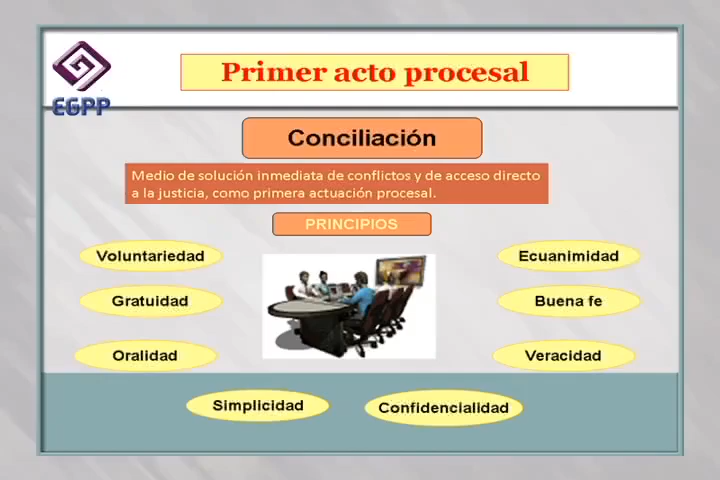 EGPP
Primer acto procesal
Conciliación
Medio de solución inmediata de conflictos y de acceso directo
a la justicia, como primera actuación procesal.
PRINCIPIOS
Voluntariedad
Gratuidad
Oralidad
Ecuanimidad
Buena fe
Veracidad
Simplicidad
Confidencialidad